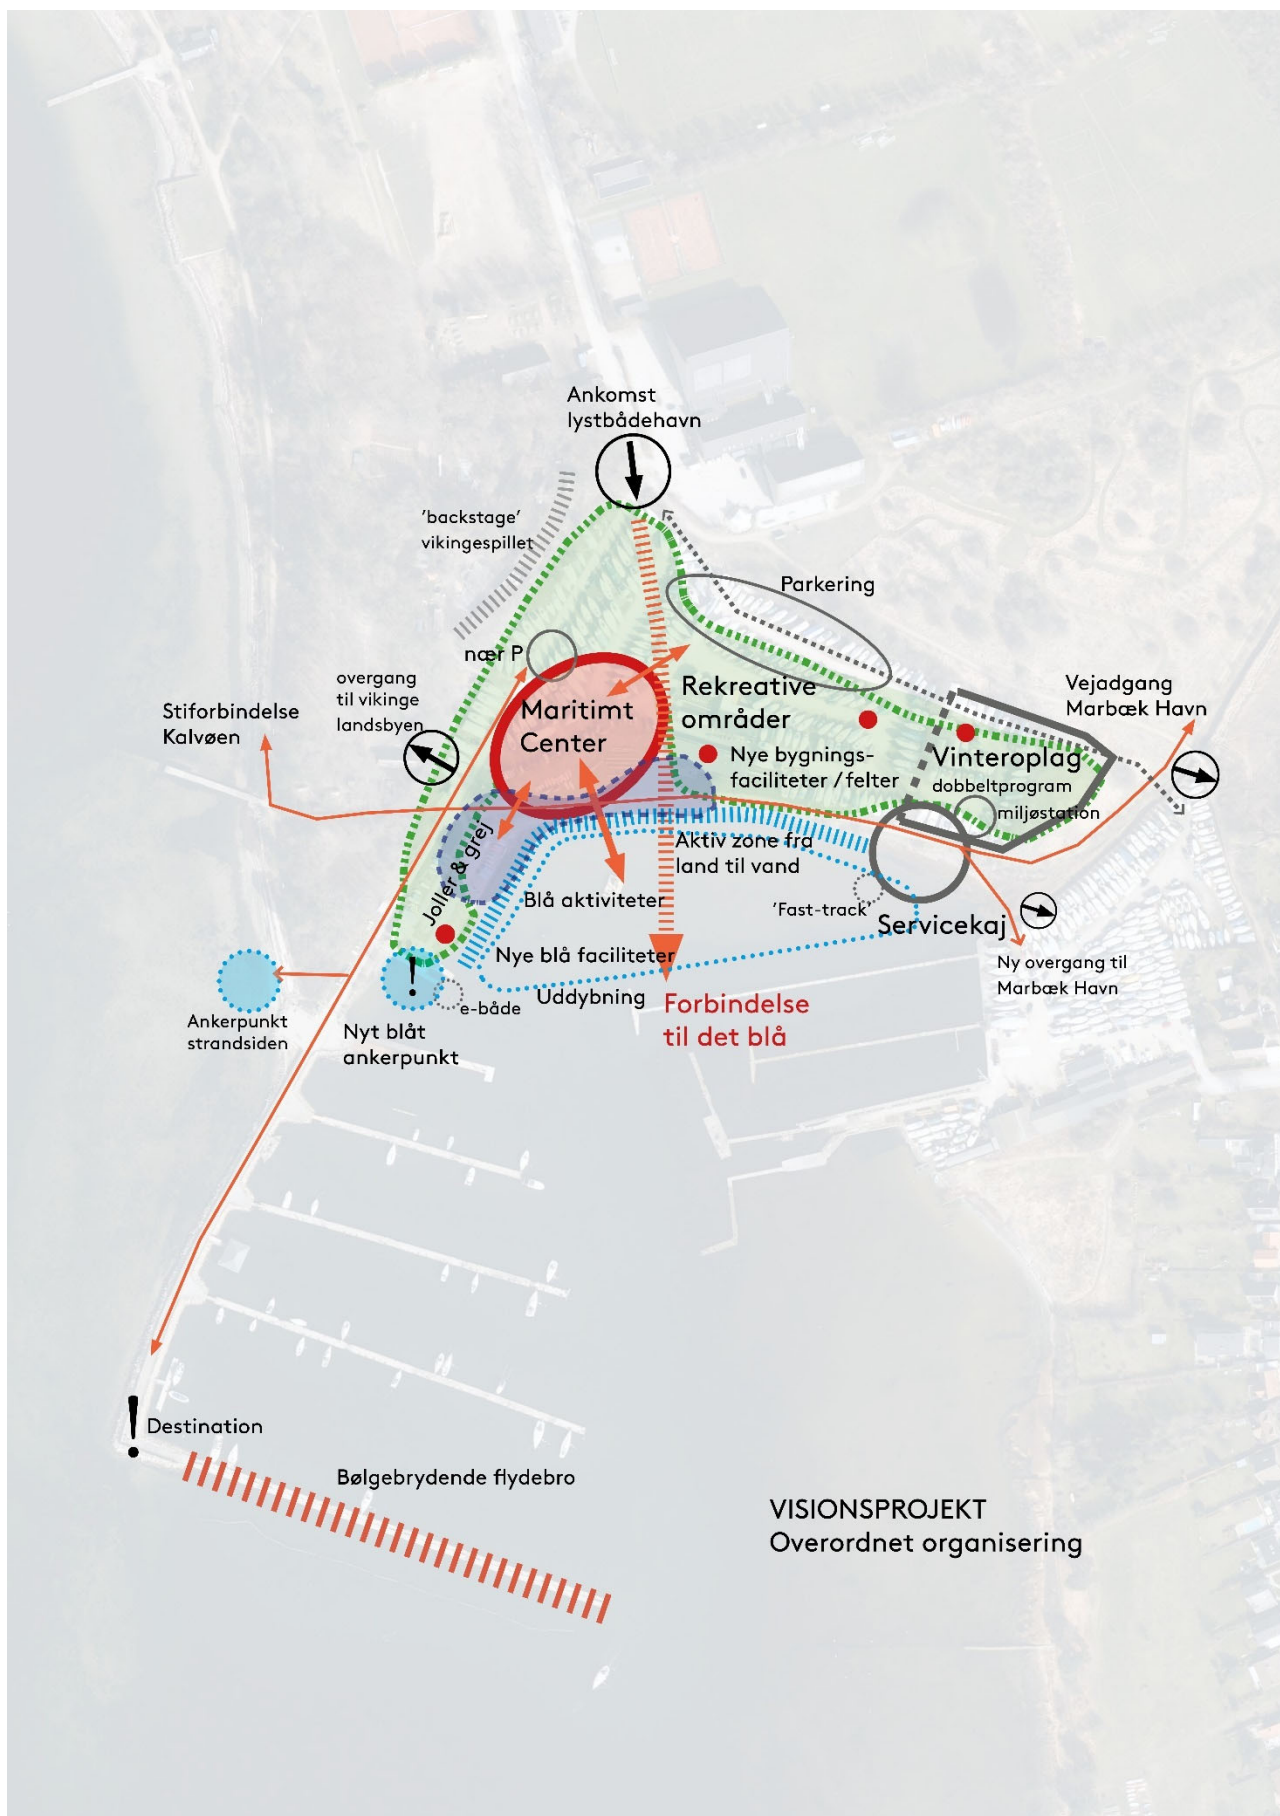 Ankomst
lystbådehavn
'backstage'
vikingespillet
Parkering
nær P
overgang
til vikinge
landsbyen
Stiforbindelse
Kalvøen
Maritimt
Center
Rekreative
områder
Nye bygnings-
faciliteter / felter
Vejadgang
Marbæk Havn
Vinteroplag
dobbeltprogram
miljøstation
Joller & grej
Aktiv zone fra
land til vand
Blå aktiviteter
'Fast-track'
Servicekaj
Nye blå faciliteter
Uddybning
e-både
Ny overgang til
Marbæk Havn
Ankerpunkt
strandsiden
!
Nyt blåt
ankerpunkt
Forbindelse
til det blå
! Destination
Bølgebrydende flydebro
VISIONSPROJEKT
Overordnet organisering